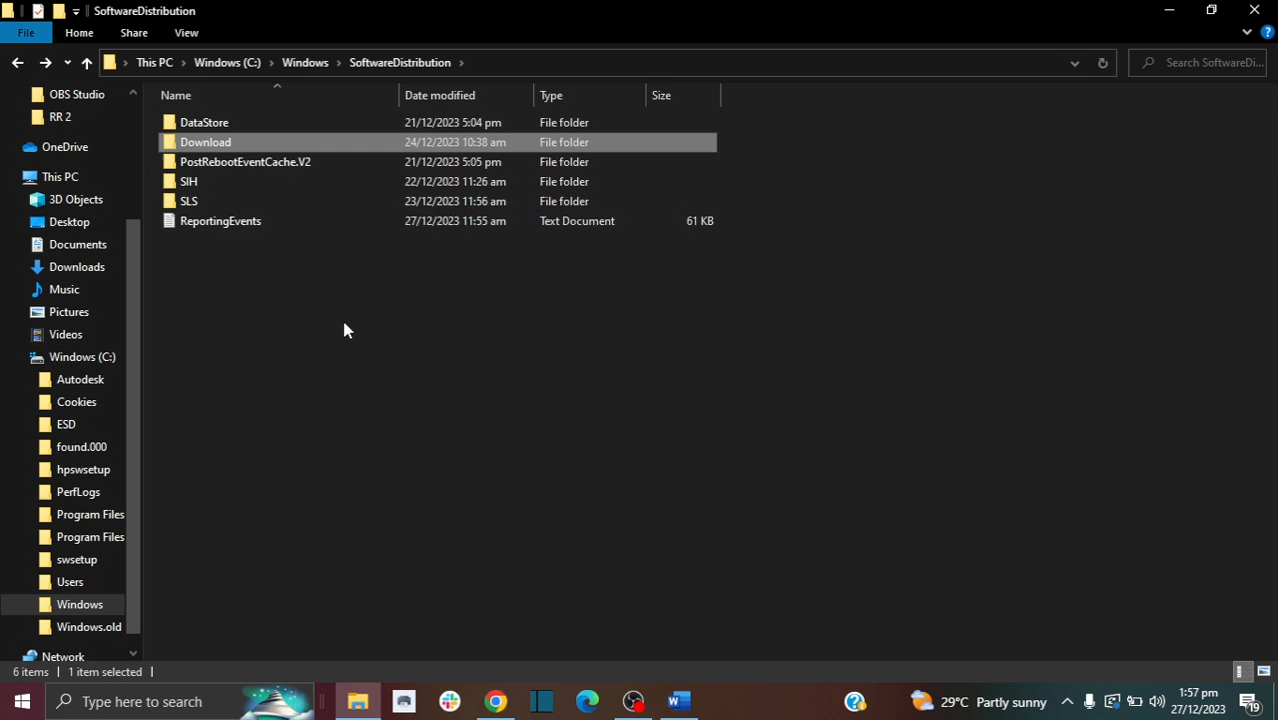 SoftwareDistribution
File Home Share View
This PC Windows (C:) Windows SoftwareDistribution Search SoftwareDi...
Name Date modified Type Size
DataStore 21/12/2023 5:04 pm File folder
Download 24/12/2023 10:38 am File folder
PostRebootEventCache.V2 21/12/2023 5:05 pm File folder
SIH 22/12/2023 11:26 am File folder
SLS 23/12/2023 11:56 am File folder
ReportingEvents 27/12/2023 11:55 am Text Document 61 KB
OBS Studio
RR 2
OneDrive
This PC
3D Objects
Desktop
Documents
Downloads
Music
Pictures
Videos
Windows (C:)
Autodesk
Cookies
ESD
found.000
hpswsetup
PerfLogs
Program Files
Program Files
swsetup
Users
Windows
Windows.old
Network
6 items 1 item selected
Type here to search
29°C Partly sunny
1:57 pm
27/12/2023
19